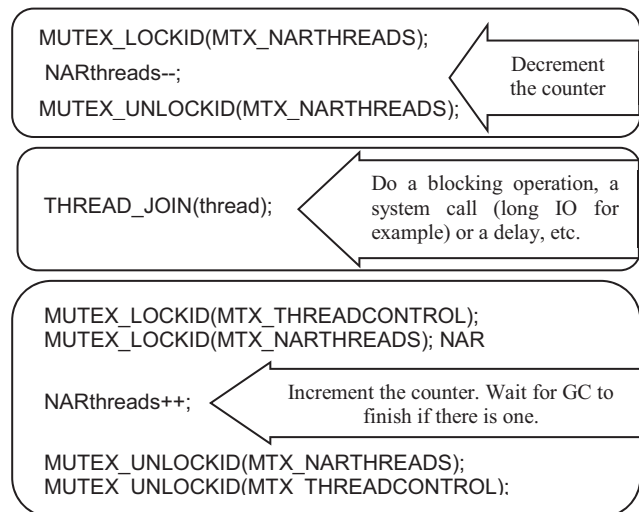 MUTEX_LOCKID(MTX_NARTHREADS);
NARthreads--;
MUTEX_UNLOCKID(MTX_NARTHREADS);
Decrement
the counter
THREAD_JOIN(thread);
Do a blocking operation, a
system call (long IO for
example) or a delay, etc.
MUTEX_LOCKID(MTX_THREADCONTROL);
MUTEX_LOCKID(MTX_NARTHREADS); NAR
NARthreads++;
Increment the counter. Wait for GC to
finish if there is one.
MUTEX_UNLOCKID(MTX_NARTHREADS);
MUTEX_UNLOCKID(MTX_THREADCONTROL);